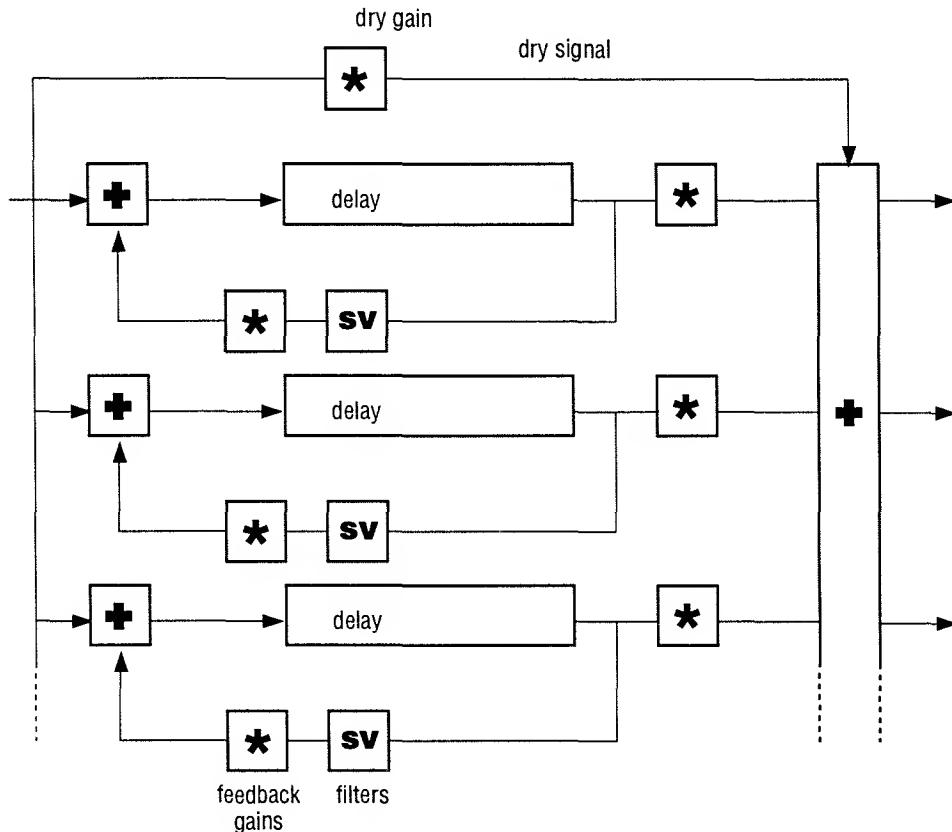 dry gain
dry signal
*
+
delay
*
*
sv
+
delay
*
+
*
sv
+
delay
*
*
sv
feedback
gains
filters